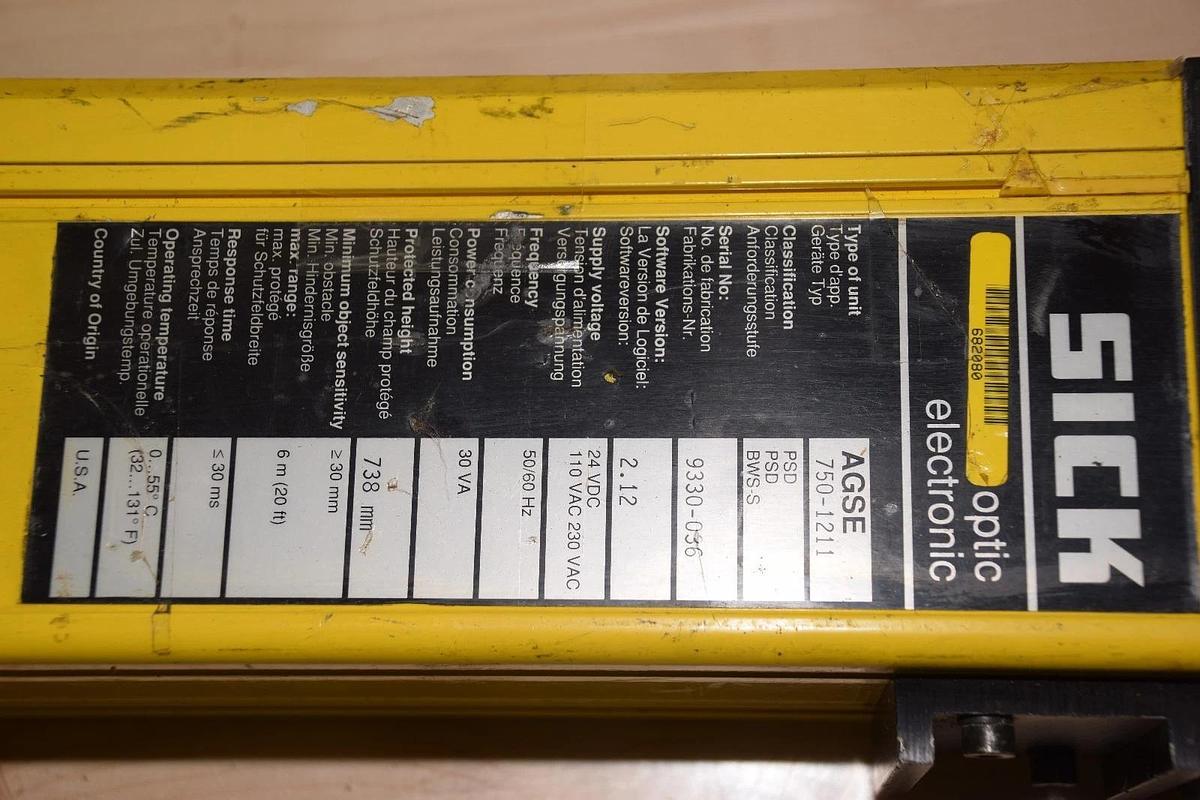 SICK
optic
electronic
680289
Type of unit
Type d'app.
Geräte Typ
AGSE
750-1211
Classification
Classification
Anforderungsstufe
PSD
PSD
BWS-S
Serial No:
No. de fabrication
Fabrikations-Nr.
9330-036
Software Version:
La Version de Logiciel:
Softwareversion:
2.12
Supply voltage
Tension d'alimentation
Versorgungsspannung
24 VDC
110 VAC 230 VAC
Frequency
Fréquence
Frequenz
50/60 Hz
Power consumption
Consommation
Leistungsaufnahme
30 VA
Protected height
Hauteur du champ protégé
Schutzfeldhöhe
738 mm
Minimum object sensitivity
Min. obstacle
Min. Hindernisgröße
≥ 30 mm
max. range:
max. protégé
für Schutzfeldbreite
6 m (20 ft)
Response time
Temps de réponse
Ansprechzeit
≤ 30 ms
Operating temperature
Temperature operationelle
Zul. Umgebungstemp.
0...55° C
(32... 131° F)
Country of Origin
U.S.A.